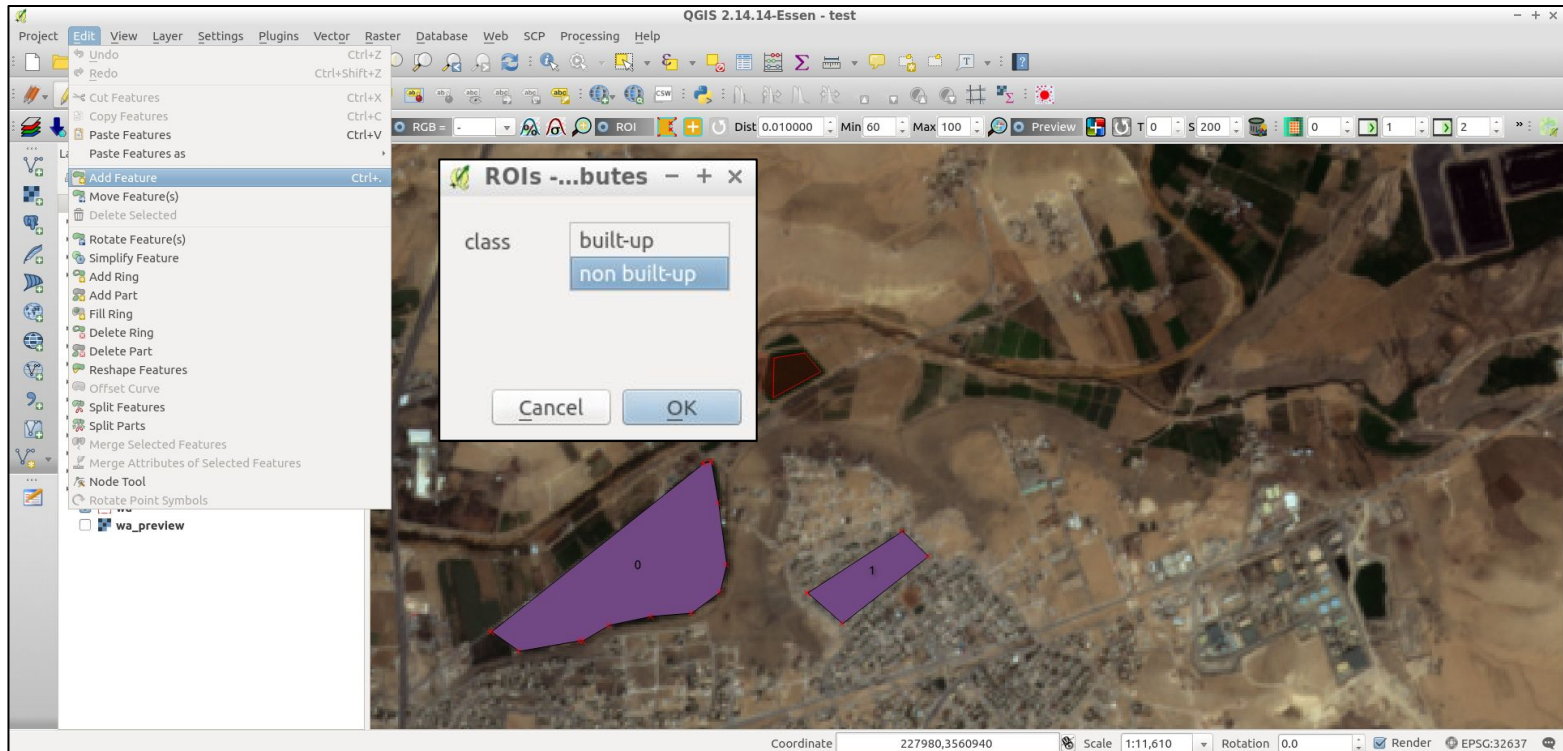 QGIS 2.14.14-Essen - test
Project Edit View Layer Settings Plugins Vector Raster Database Web SCP Processing Help
Undo Ctrl+Z
Redo Ctrl+Shift+Z
Cut Features Ctrl+X
Copy Features Ctrl+C
Paste Features Ctrl+V
Paste Features as
Add Feature Ctrl+.
Move Feature(s)
Delete Selected
Rotate Feature(s)
Simplify Feature
Add Ring
Add Part
Fill Ring
Delete Ring
Delete Part
Reshape Features
Offset Curve
Split Features
Split Parts
Merge Selected Features
Merge Attributes of Selected Features
Node Tool
Rotate Point Symbols
wa_preview
CSW
RGB = - ROI Dist 0.010000 Min 60 Max 100 Preview T 0 S 200 0 1 2 »
ROIs -...butes - + ×
class
built-up
non built-up
Cancel OK
0
1
Coordinate 227980,3560940 Scale 1:11,610 Rotation 0.0 Render EPSG:32637